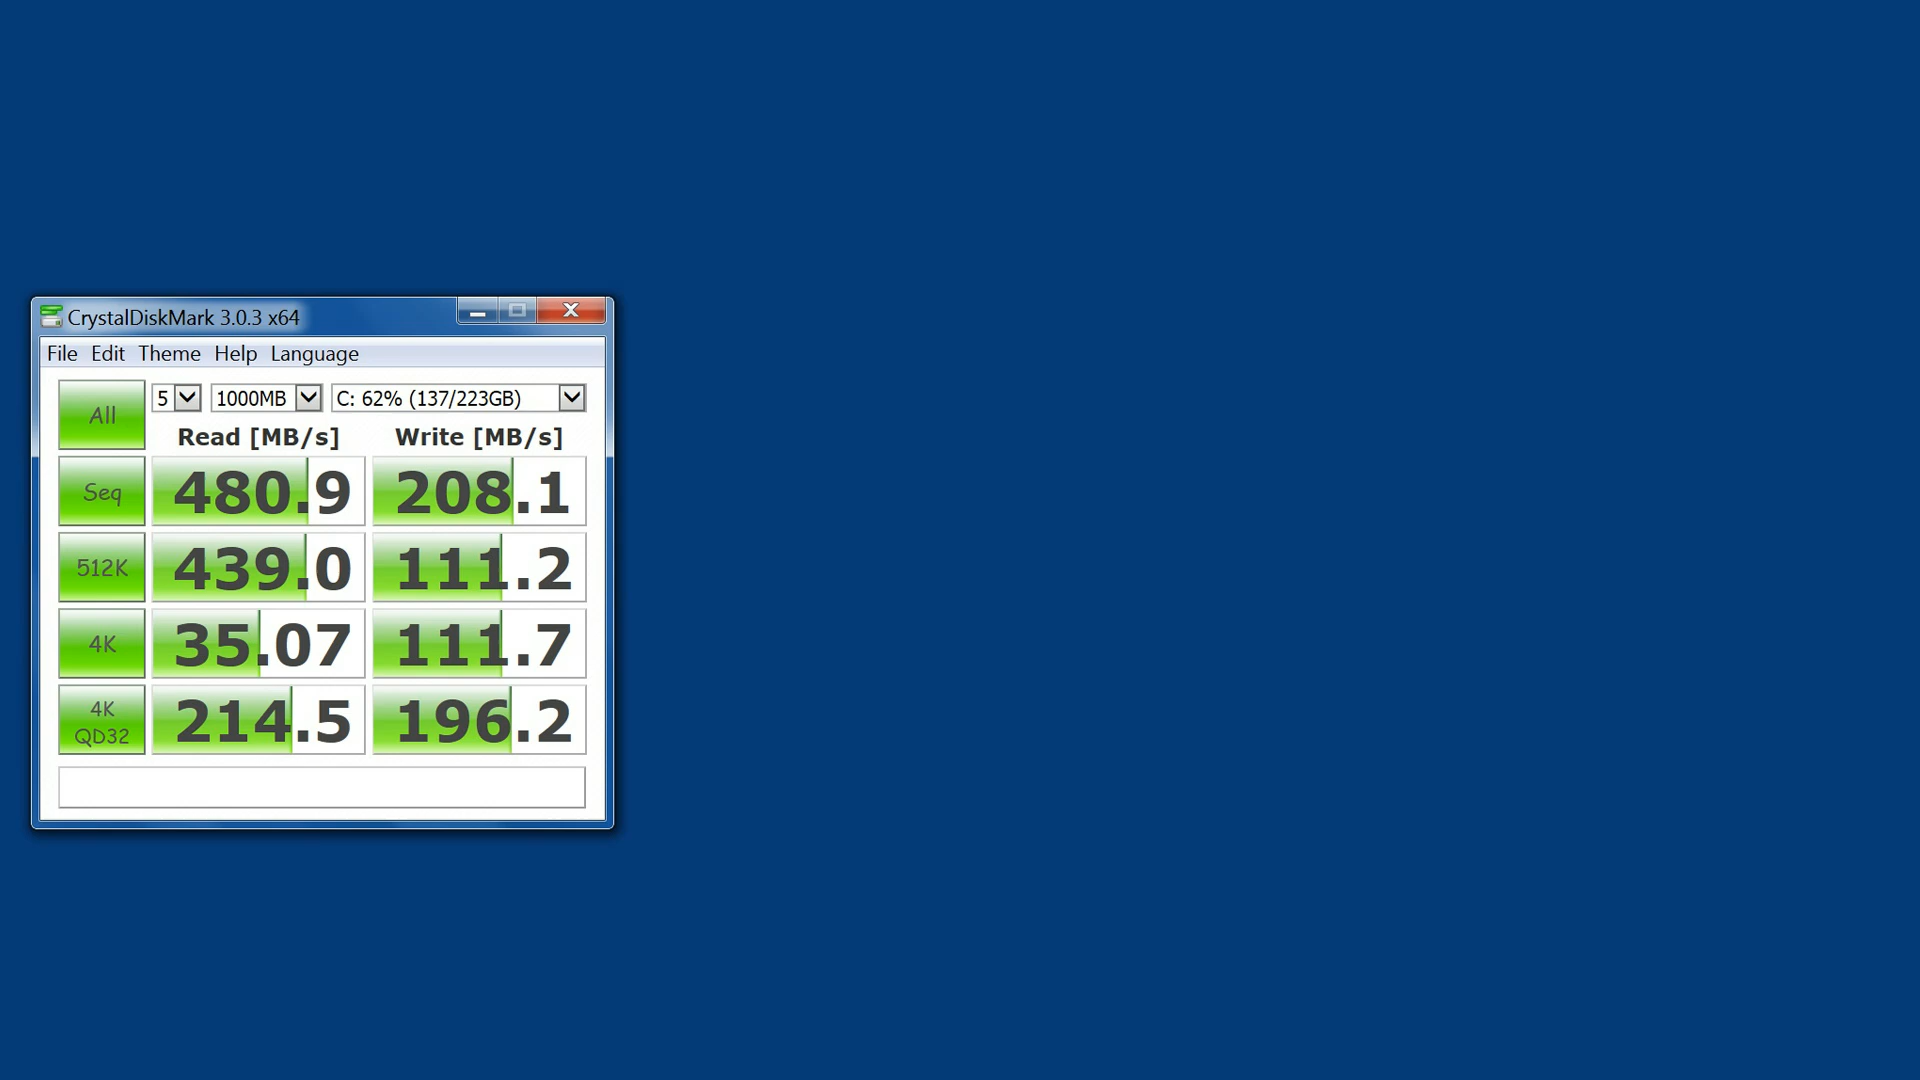 CrystalDiskMark 3.0.3 x64
File Edit Theme Help Language
All 5 1000MB C: 62% (137/223GB)
Read [MB/s] Write [MB/s]
Seq 480.9 208.1
512K 439.0 111.2
4K 35.07 111.7
4K QD32 214.5 196.2